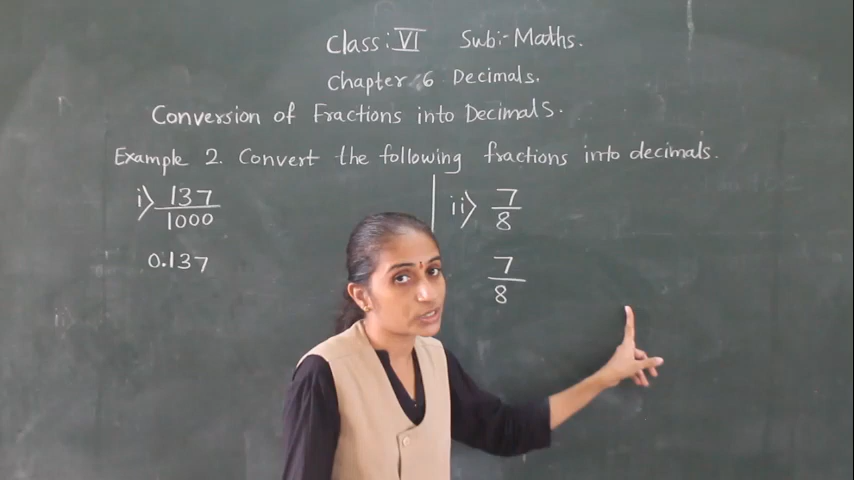 Class: VI Sub:- Maths.
Chapter 6 Decimals.
Conversion of Fractions into Decimals.
Example 2. Convert the following fractions into decimals.
i) 137/1000
0.137
ii) 7/8
7/8